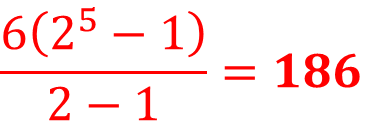 6(2⁵ − 1)
2 − 1
= 186